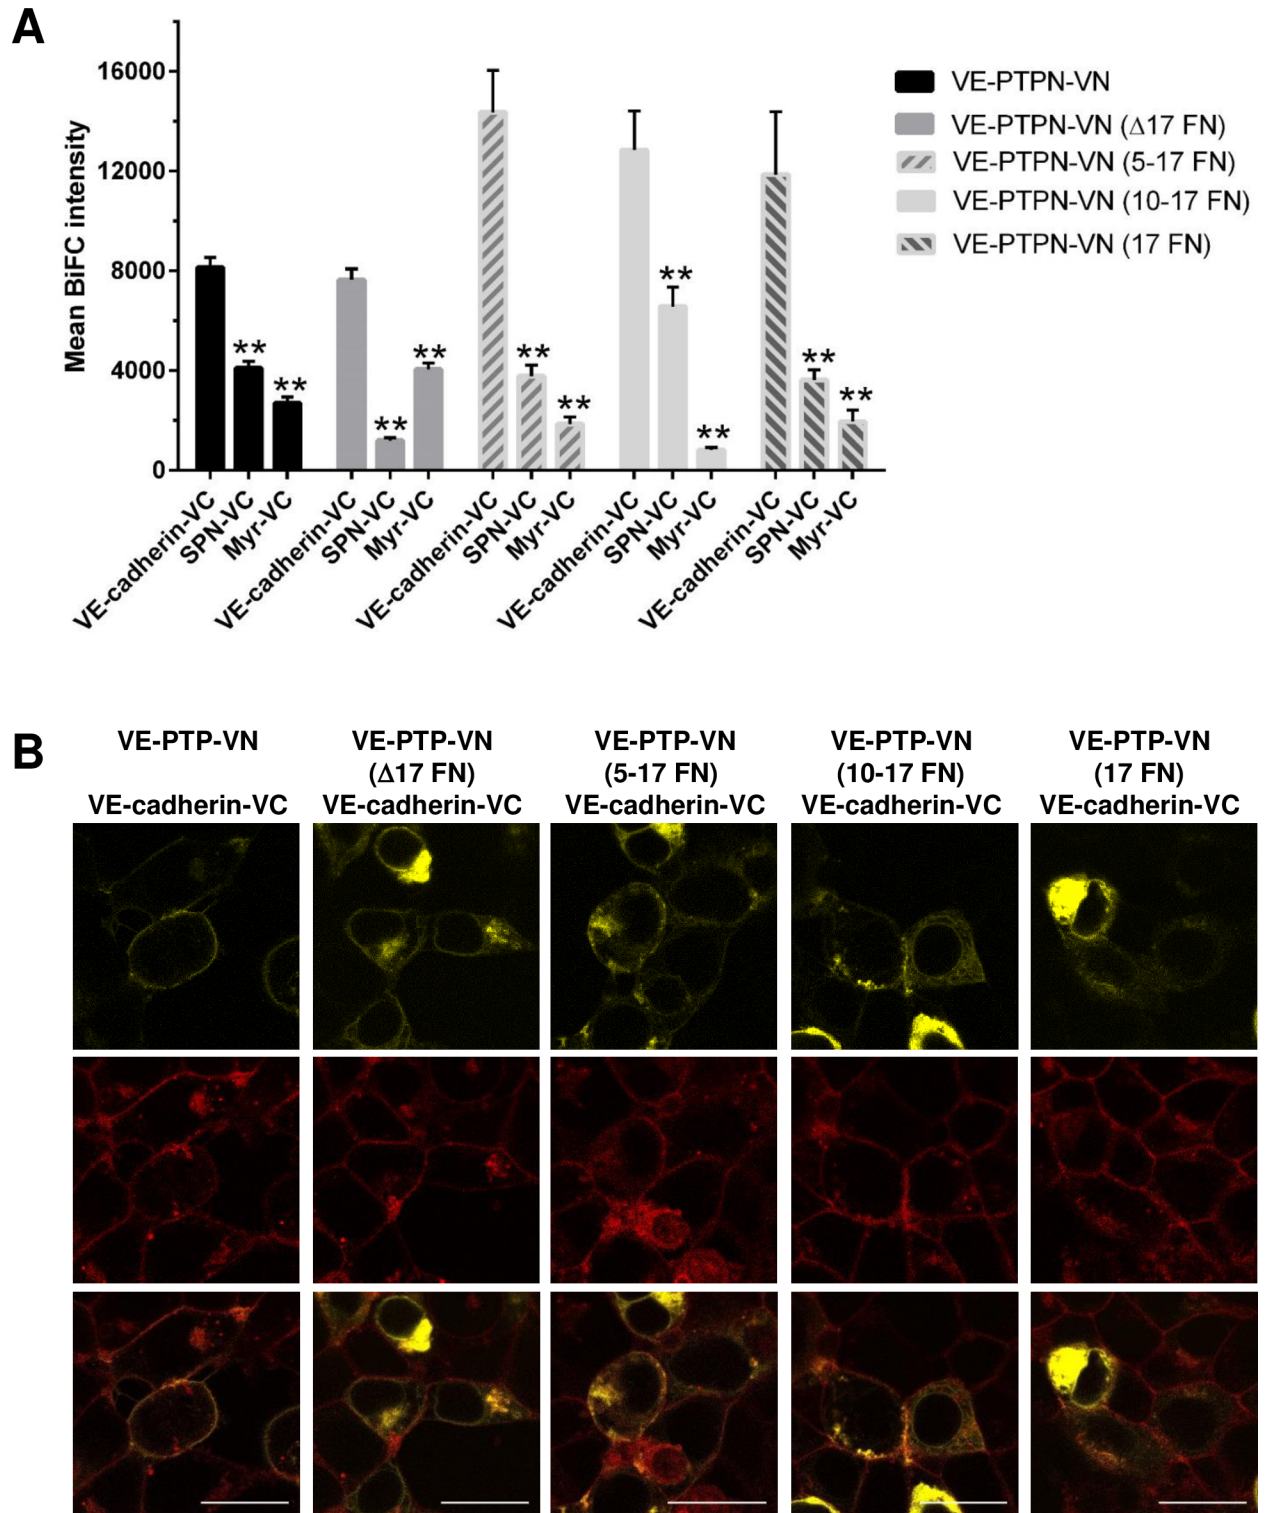 A
Mean BiFC intensity
16000
12000
8000
4000
0
**
**
**
**
**
**
**
**
**
**
VE-cadherin-VC
SPN-VC
Myr-VC
VE-cadherin-VC
SPN-VC
Myr-VC
VE-cadherin-VC
SPN-VC
Myr-VC
VE-cadherin-VC
SPN-VC
Myr-VC
VE-cadherin-VC
SPN-VC
Myr-VC
VE-PTPN-VN
VE-PTPN-VN (Δ17 FN)
VE-PTPN-VN (5-17 FN)
VE-PTPN-VN (10-17 FN)
VE-PTPN-VN (17 FN)
B
VE-PTP-VN
VE-cadherin-VC
VE-PTP-VN
(Δ17 FN)
VE-cadherin-VC
VE-PTP-VN
(5-17 FN)
VE-cadherin-VC
VE-PTP-VN
(10-17 FN)
VE-cadherin-VC
VE-PTP-VN
(17 FN)
VE-cadherin-VC